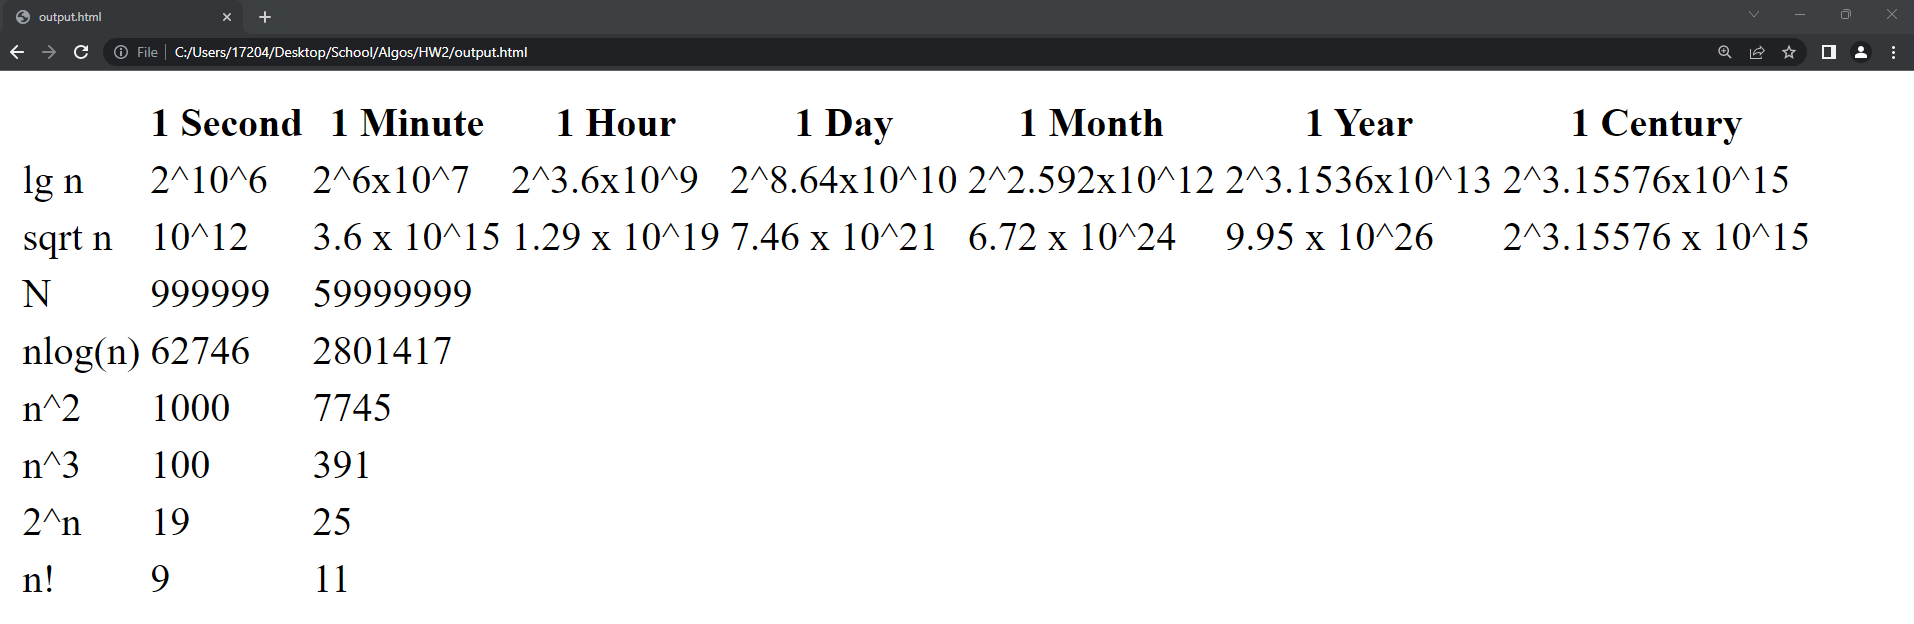 output.html
File C:/Users/17204/Desktop/School/Algos/HW2/output.html
1 Second 1 Minute 1 Hour 1 Day 1 Month 1 Year 1 Century
lg n 2^10^6 2^6x10^7 2^3.6x10^9 2^8.64x10^10 2^2.592x10^12 2^3.1536x10^13 2^3.15576x10^15
sqrt n 10^12 3.6 x 10^15 1.29 x 10^19 7.46 x 10^21 6.72 x 10^24 9.95 x 10^26 2^3.15576 x 10^15
N 999999 59999999
nlog(n) 62746 2801417
n^2 1000 7745
n^3 100 391
2^n 19 25
n! 9 11